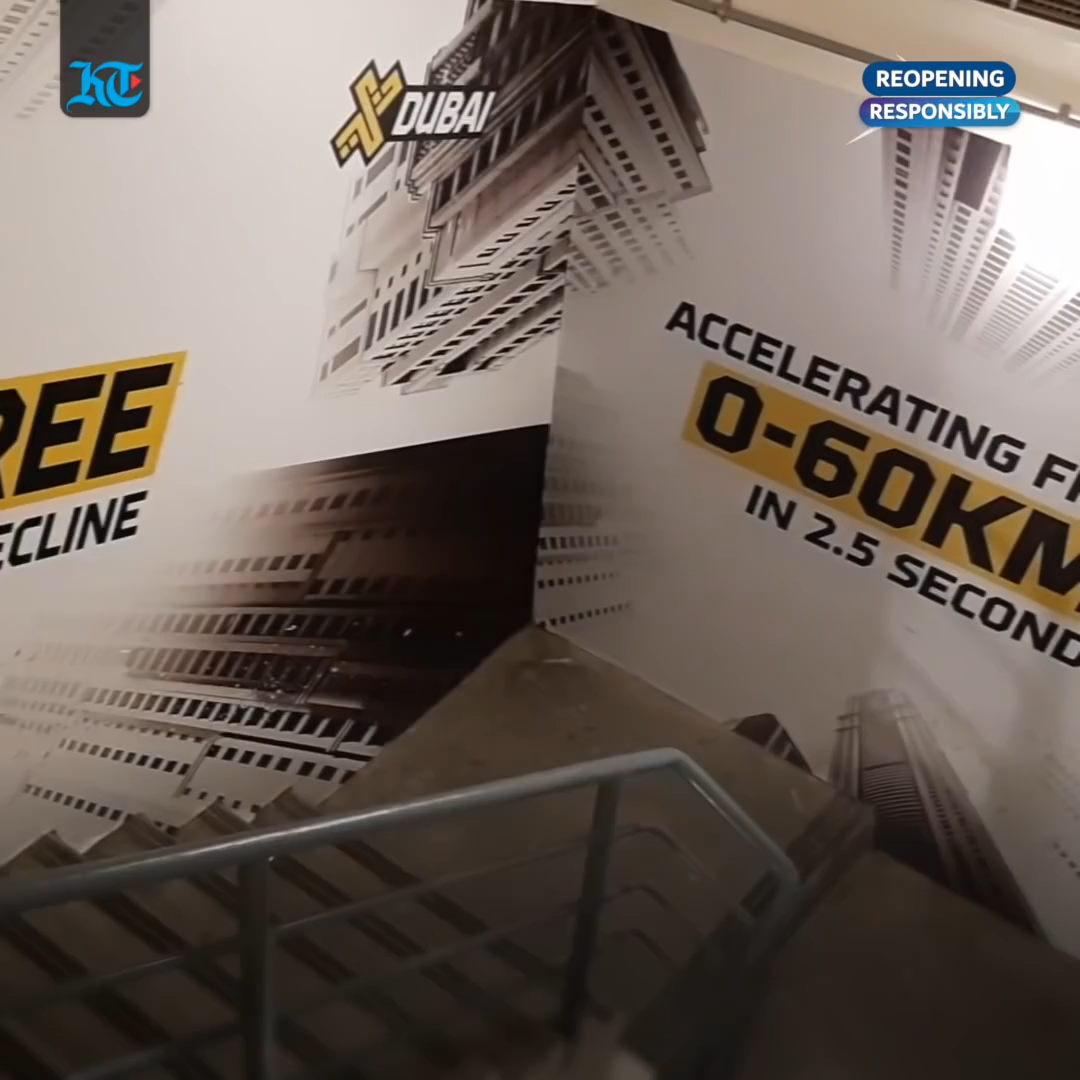 KT
REOPENING
RESPONSIBLY
X DUBAI
REE
ECLINE
ACCELERATING F
0-60KM
IN 2.5 SECOND